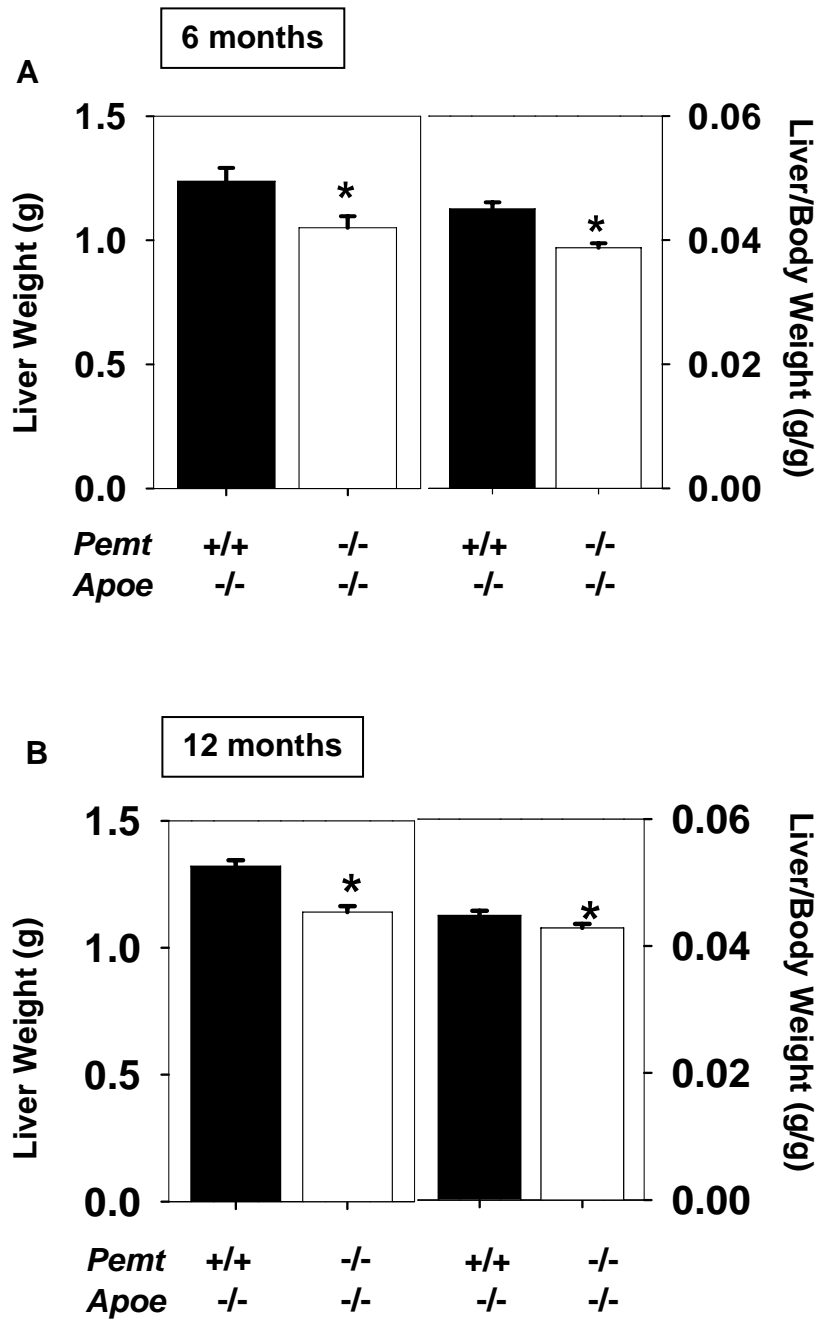 6 months
A
1.5
1.0
0.5
0.0
Liver Weight (g)
0.06
0.04
0.02
0.00
Liver/Body Weight (g/g)
*
*
Pemt +/+ -/- +/+ -/-
Apoe -/- -/- -/- -/-
12 months
B
1.5
1.0
0.5
0.0
Liver Weight (g)
0.06
0.04
0.02
0.00
Liver/Body Weight (g/g)
*
*
Pemt +/+ -/- +/+ -/-
Apoe -/- -/- -/- -/-